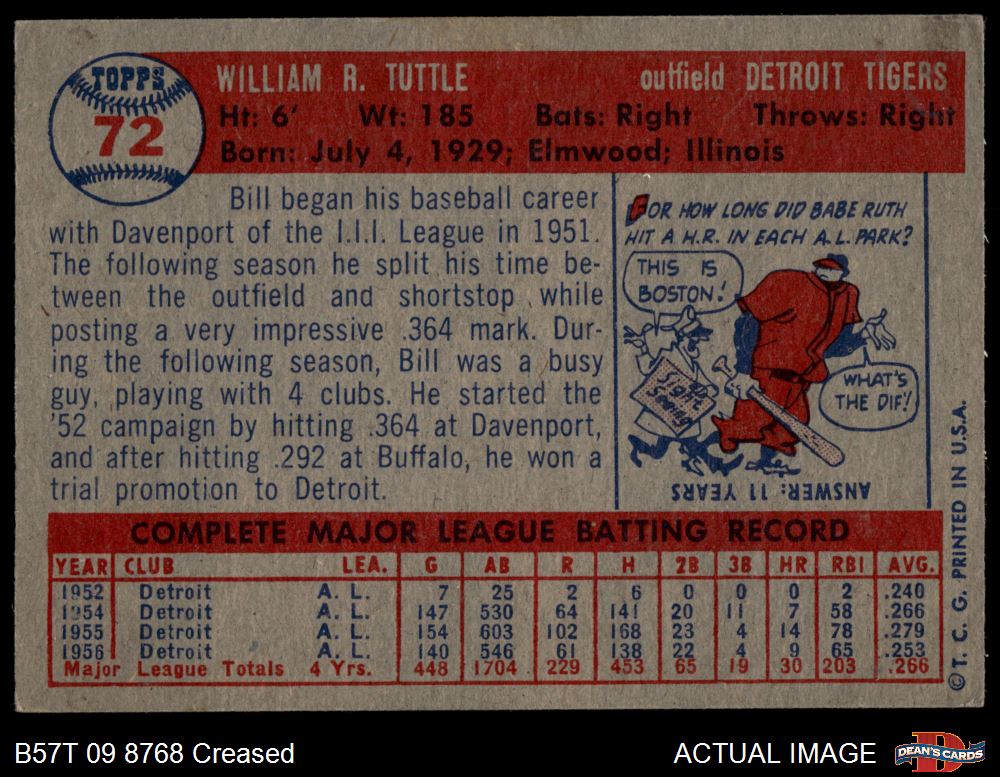 TOPPS
72
WILLIAM R. TUTTLE outfield DETROIT TIGERS
Ht: 6' Wt: 185 Bats: Right Throws: Right
Born: July 4, 1929; Elmwood; Illinois
Bill began his baseball career
with Davenport of the I.I.I. League in 1951.
The following season he split his time be-
tween the outfield and shortstop while
posting a very impressive .364 mark. Dur-
ing the following season, Bill was a busy
guy, playing with 4 clubs. He started the
'52 campaign by hitting .364 at Davenport,
and after hitting .292 at Buffalo, he won a
trial promotion to Detroit.
FOR HOW LONG DID BABE RUTH
HIT A H.R. IN EACH A.L. PARK?
THIS IS
BOSTON!
Sight
Seeing
WHAT'S
THE DIF!
ANSWER: 11 YEARS
COMPLETE MAJOR LEAGUE BATTING RECORD
YEAR CLUB LEA. G AB R H 2B 3B HR RBI AVG.
1952 Detroit A. L. 7 25 2 6 0 0 0 2 .240
1954 Detroit A. L. 147 530 64 141 20 11 7 58 .266
1955 Detroit A. L. 154 603 102 168 23 4 14 78 .279
1956 Detroit A. L. 140 546 61 138 22 4 9 65 .253
Major League Totals 4 Yrs. 448 1704 229 453 65 19 30 203 .266
© T. C. G. PRINTED IN U.S.A.
B57T 09 8768 Creased
ACTUAL IMAGE
DEAN'S CARDS